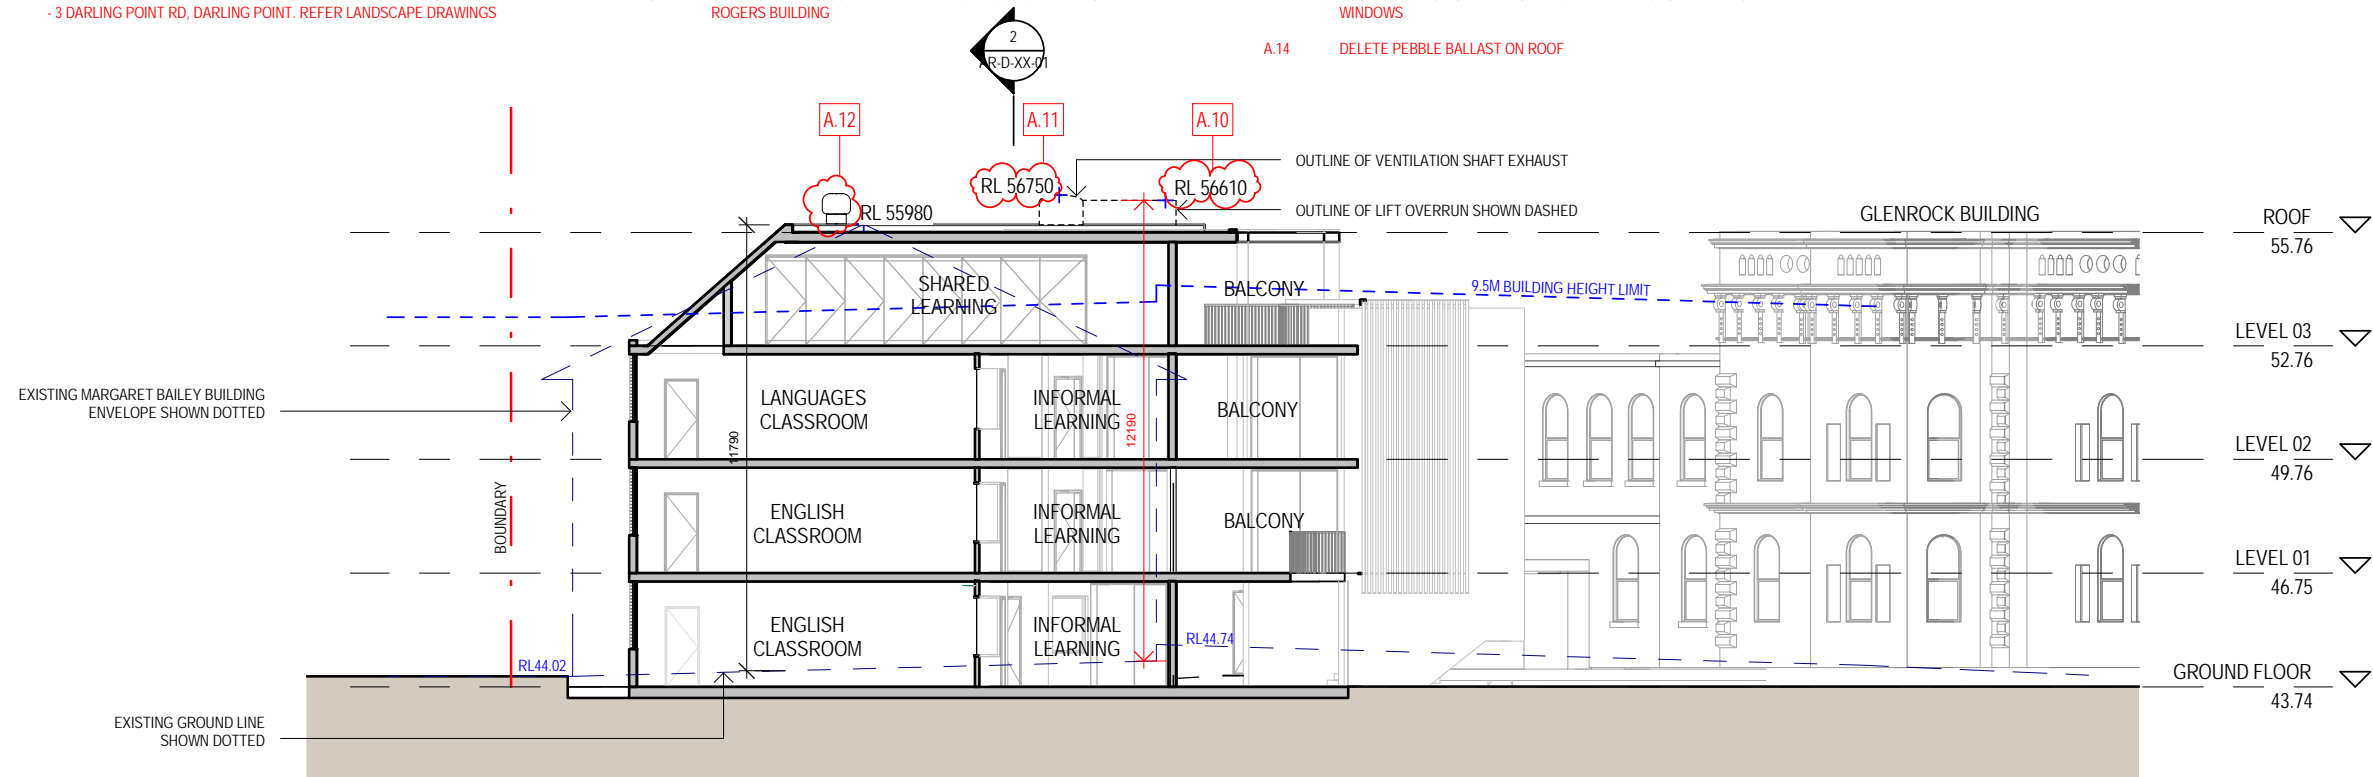 - 3 DARLING POINT RD, DARLING POINT. REFER LANDSCAPE DRAWINGS
ROGERS BUILDING
WINDOWS
A.14 DELETE PEBBLE BALLAST ON ROOF
2
AR-D-XX-01
A.12
A.11
A.10
OUTLINE OF VENTILATION SHAFT EXHAUST
RL 56750
RL 56610
RL 55980
OUTLINE OF LIFT OVERRUN SHOWN DASHED
GLENROCK BUILDING
ROOF
55.76
SHARED
LEARNING
BALCONY
9.5M BUILDING HEIGHT LIMIT
LEVEL 03
52.76
EXISTING MARGARET BAILEY BUILDING
ENVELOPE SHOWN DOTTED
LANGUAGES
CLASSROOM
INFORMAL
LEARNING
BALCONY
11790
12190
LEVEL 02
49.76
BOUNDARY
ENGLISH
CLASSROOM
INFORMAL
LEARNING
BALCONY
LEVEL 01
46.75
ENGLISH
CLASSROOM
INFORMAL
LEARNING
RL44.74
RL44.02
GROUND FLOOR
43.74
EXISTING GROUND LINE
SHOWN DOTTED